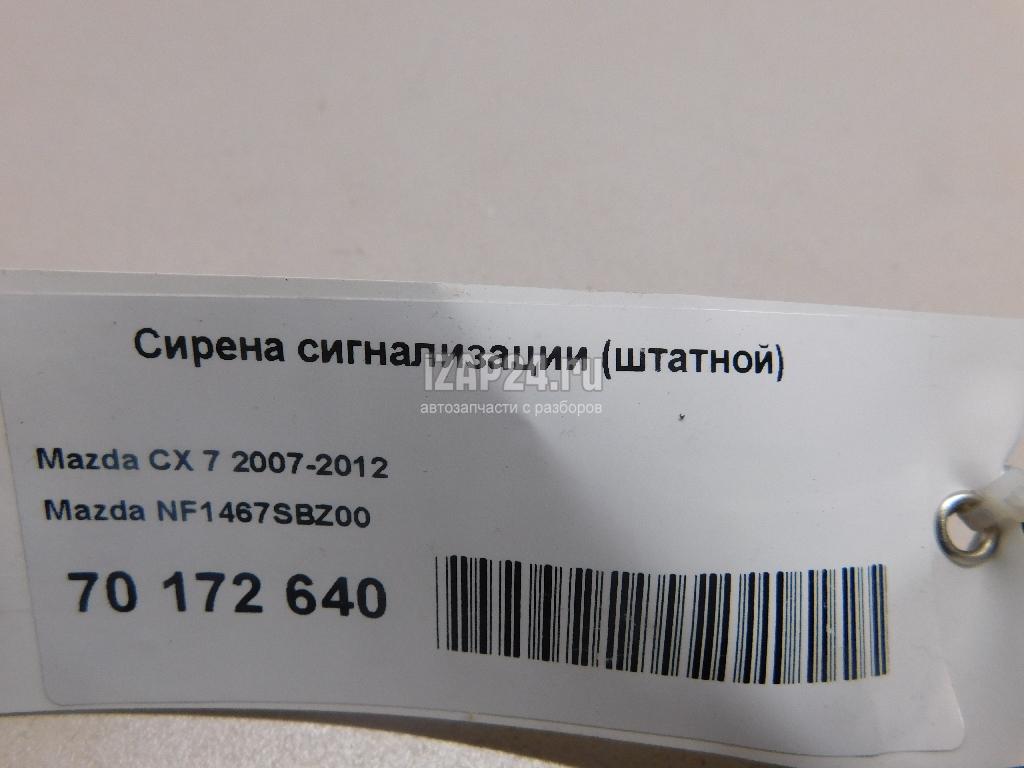 Сирена сигнализации (штатной)
iZAP24.ru
автозапчасти с разборов
Mazda CX 7 2007-2012
Mazda NF1467SBZ00
70 172 640